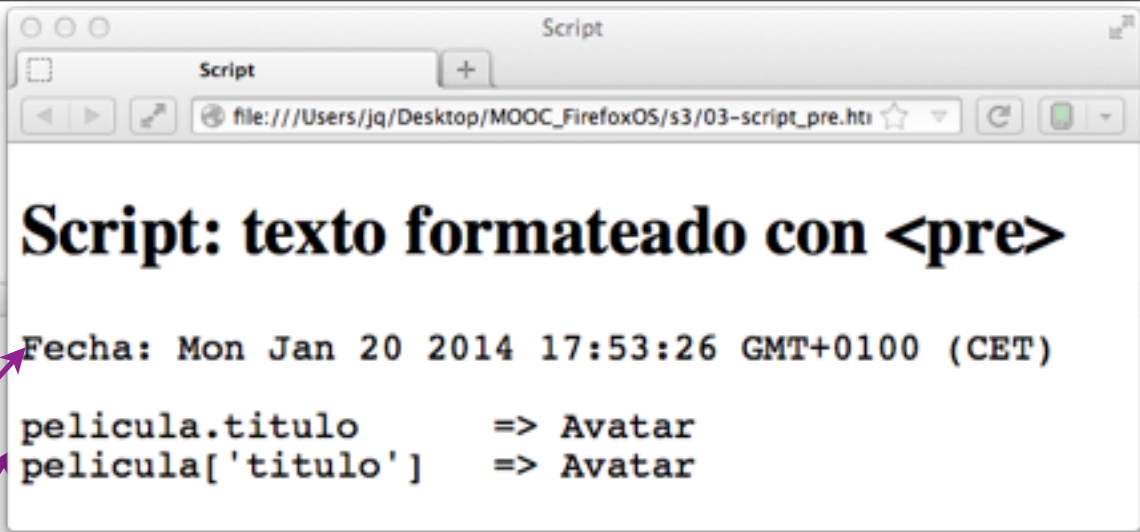 Script
Script
file:///Users/jq/Desktop/MOOC_FirefoxOS/s3/03-script_pre.htm
Script: texto formateado con <pre>
Fecha: Mon Jan 20 2014 17:53:26 GMT+0100 (CET)
pelicula.titulo => Avatar
pelicula['titulo'] => Avatar